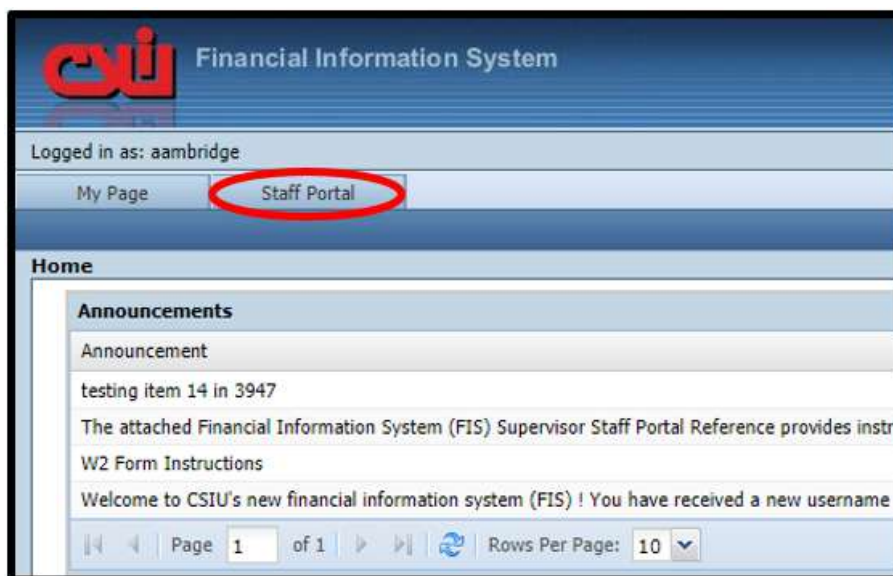 csiu
Financial Information System
Logged in as: aambridge
My Page Staff Portal
Home
Announcements
Announcement
testing item 14 in 3947
The attached Financial Information System (FIS) Supervisor Staff Portal Reference provides instr
W2 Form Instructions
Welcome to CSIU's new financial information system (FIS) ! You have received a new username
Page 1 of 1 Rows Per Page: 10